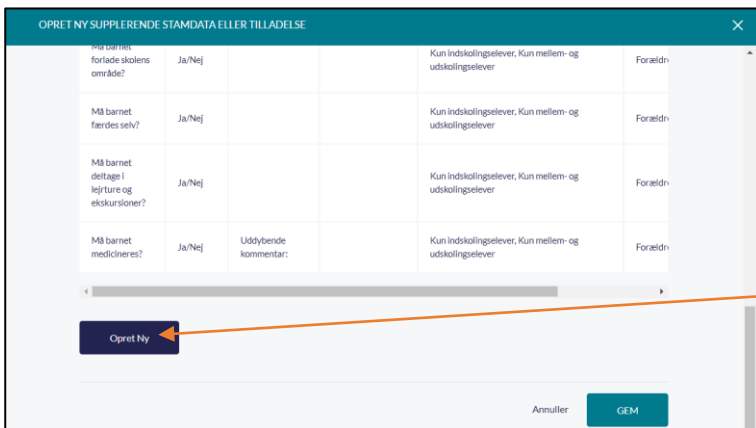 OPRET NY SUPPLERENDE STAMDATA ELLER TILLADELSE
Må barnet
forlade skolens
område?
Ja/Nej
Kun indskolingselever, Kun mellem- og
udskolingselever
Må barnet
færdes selv?
Ja/Nej
Kun indskolingselever, Kun mellem- og
udskolingselever
Må barnet
deltage i
lejrture og
ekskursioner?
Ja/Nej
Kun indskolingselever, Kun mellem- og
udskolingselever
Må barnet
medicineres?
Ja/Nej
Uddybende
kommentar:
Kun indskolingselever, Kun mellem- og
udskolingselever
Opret Ny
Annuller
GEM